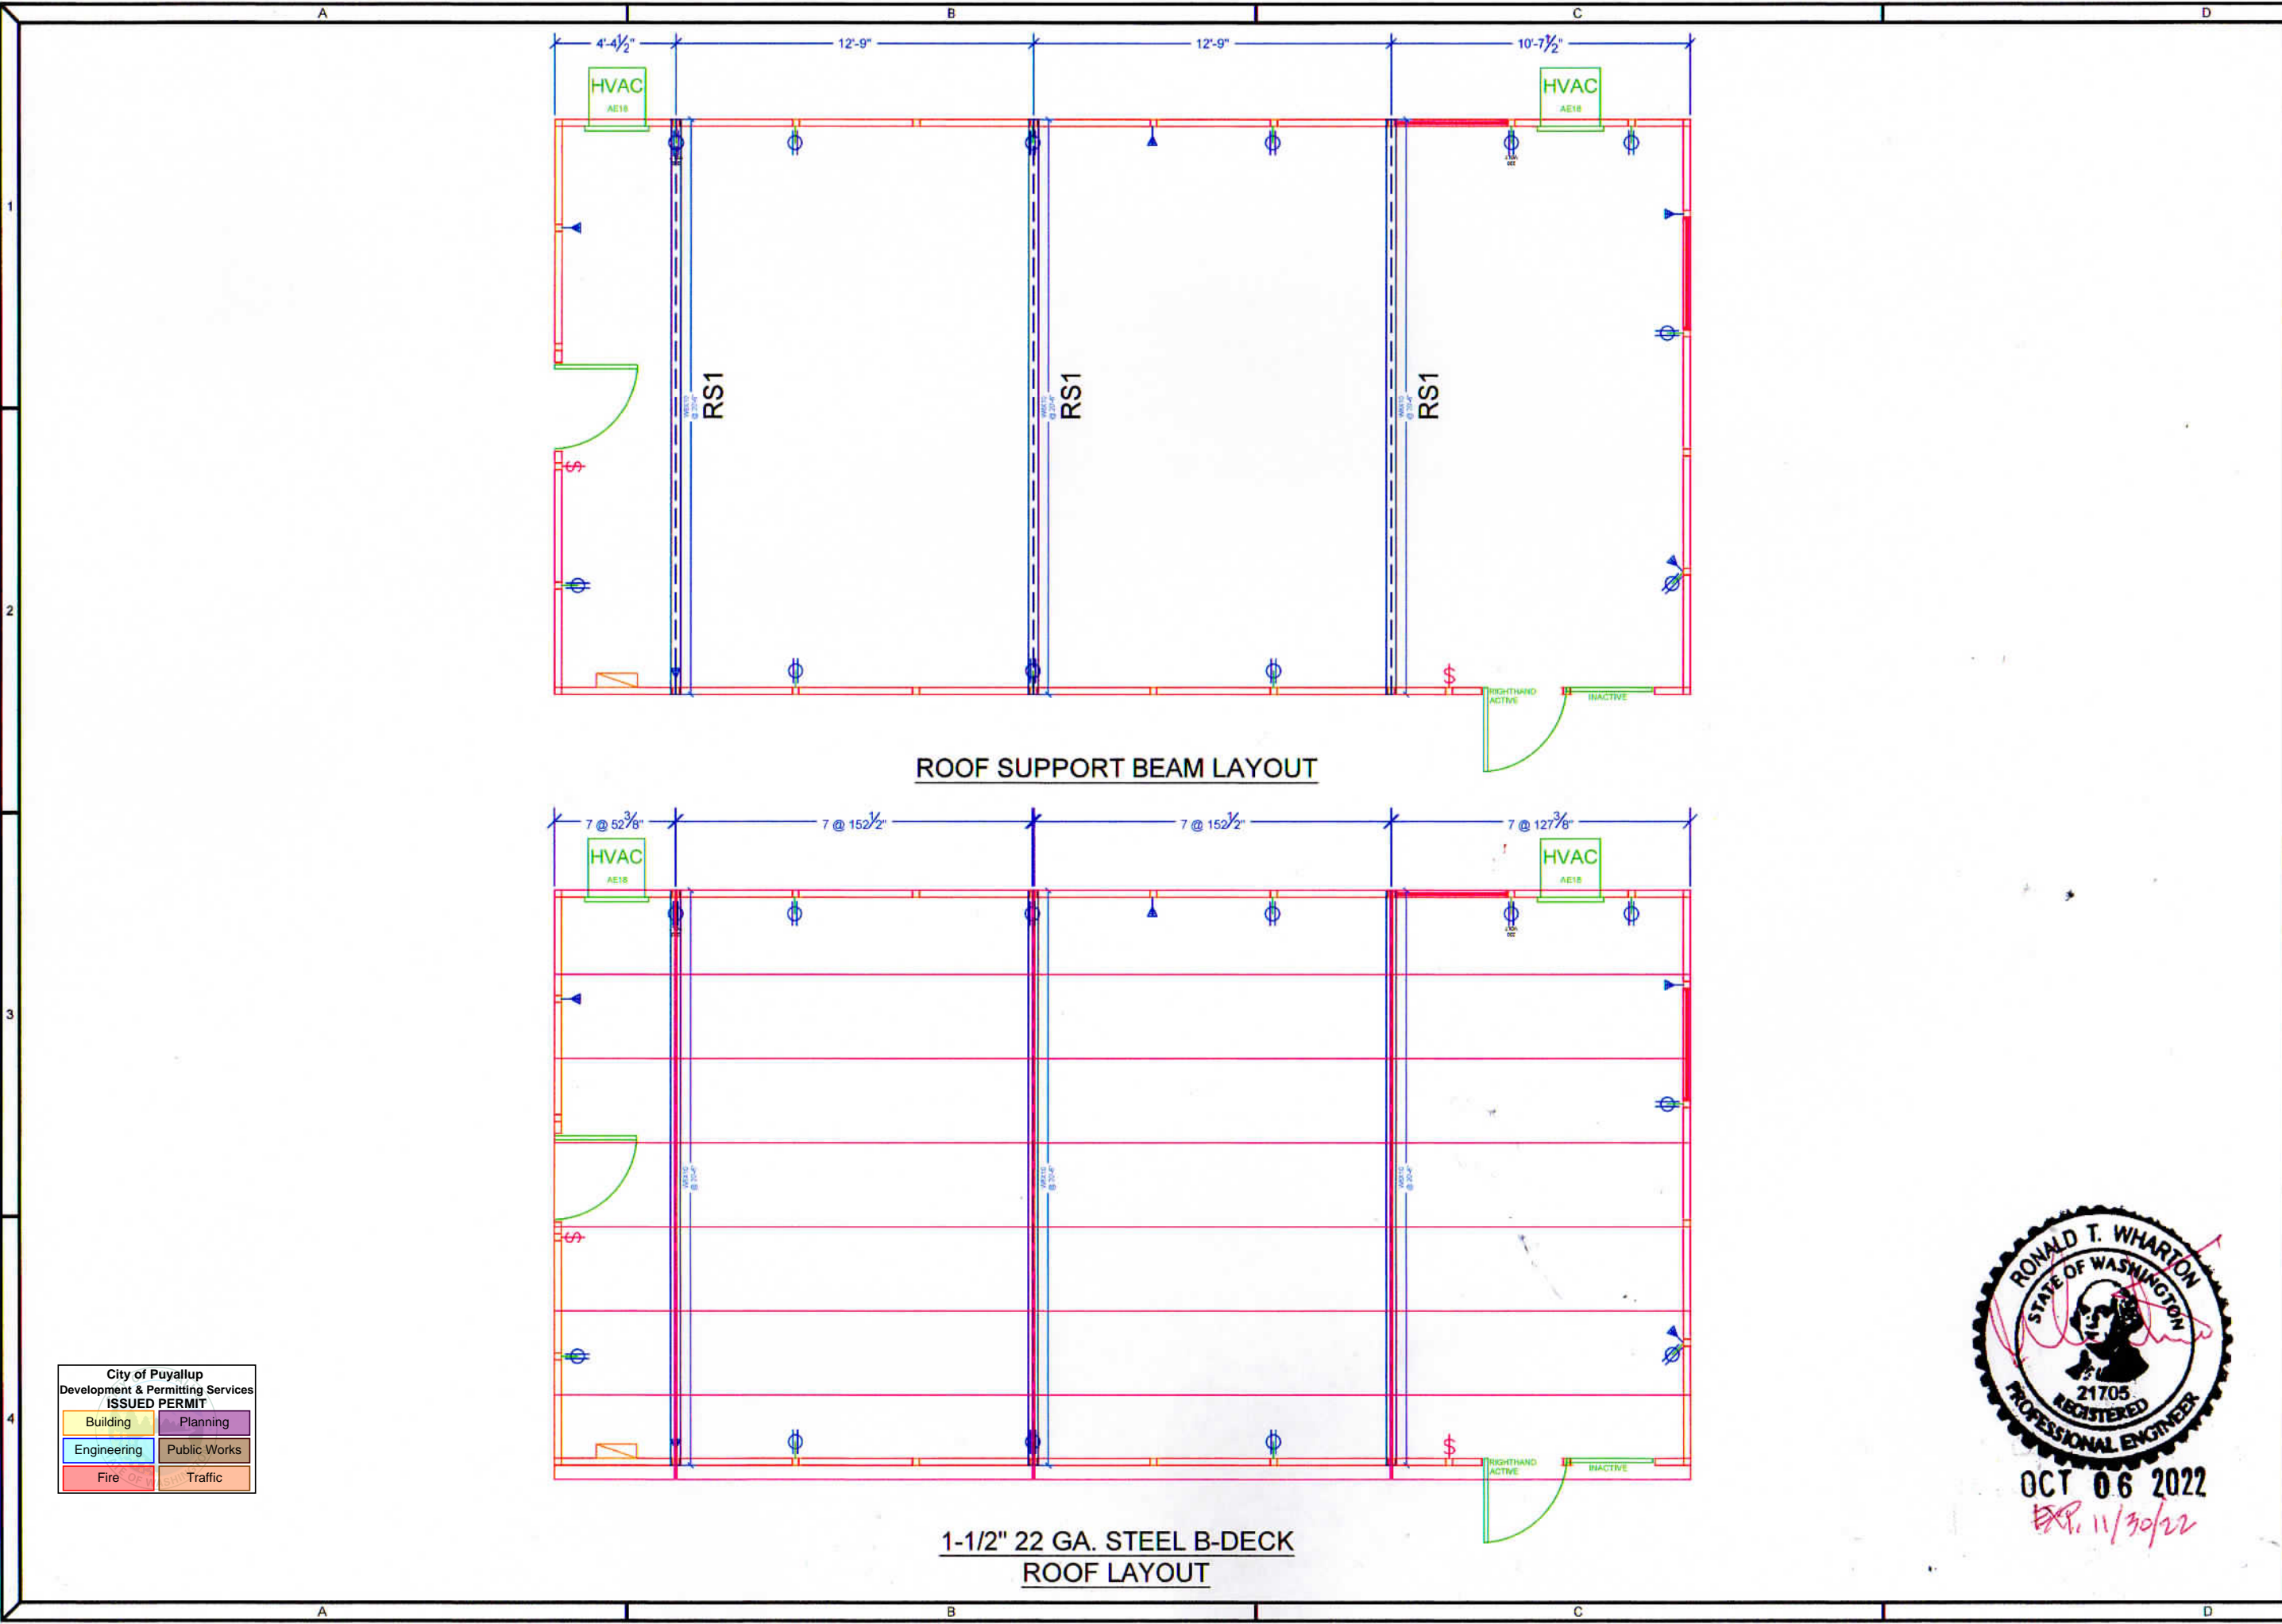 A B C D
4'-4½" 12'-9" 12'-9" 10'-7½"
HVAC HVAC
AE18 AE18
1
RS1 RS1 RS1
$
2
$
RIGHTHAND
ACTIVE
INACTIVE
ROOF SUPPORT BEAM LAYOUT
7 @ 52⅜" 7 @ 152½" 7 @ 152½" 7 @ 127⅜"
HVAC HVAC
AE18 AE18
3
$
4
$
RIGHTHAND
ACTIVE
INACTIVE
1-1/2" 22 GA. STEEL B-DECK
ROOF LAYOUT
City of Puyallup
Development & Permitting Services
ISSUED PERMIT
Building Planning
Engineering Public Works
Fire Traffic
RONALD T. WHARTON
STATE OF WASHINGTON
21705
REGISTERED
PROFESSIONAL ENGINEER
OCT 06 2022
EXP. 11/30/22
A B C D